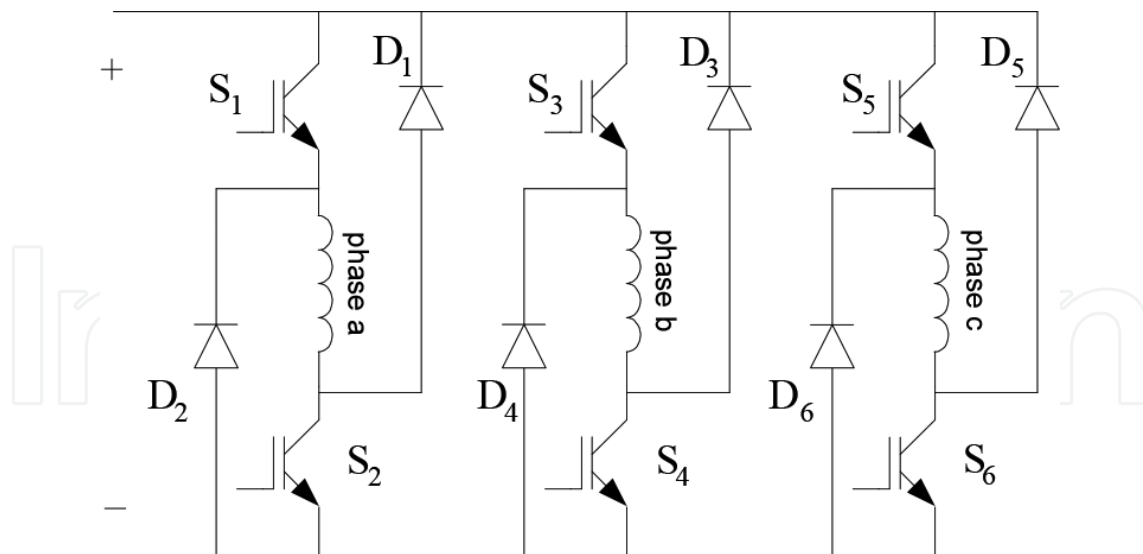 +
S1
D1
S3
D3
S5
D5
phase a
phase b
phase c
D2
D4
D6
S2
S4
S6
−